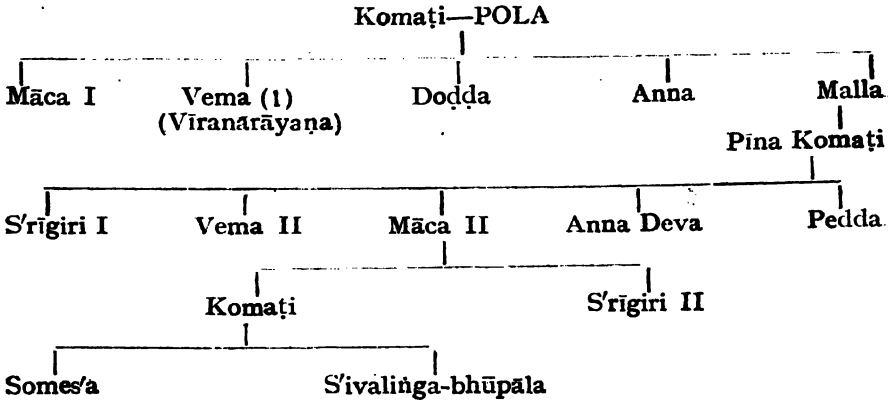 Komaṭi—POLA
Māca I Vema (1) Doḍḍa Anna Malla
(Vīranārāyaṇa)
Pīna Komaṭi
S'rīgiri I Vema II Māca II Anna Deva Pedda
Komaṭi S'rīgiri II
Somes'a S'ivaliṅga-bhūpāla